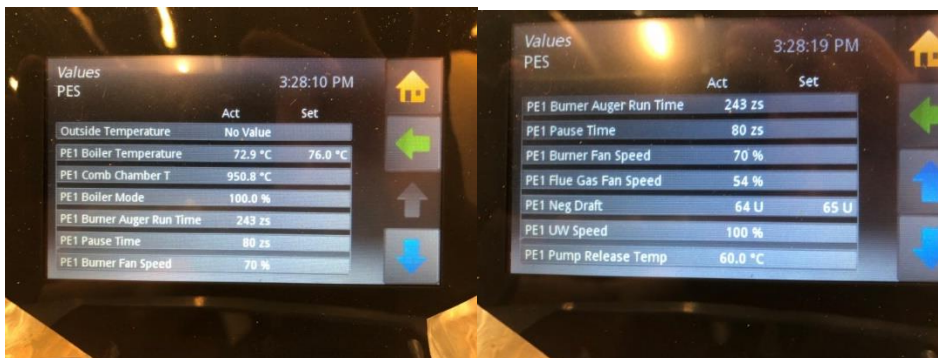 Values
PES
3:28:10 PM
Act Set
Outside Temperature No Value
PE1 Boiler Temperature 72.9 °C 76.0 °C
PE1 Comb Chamber T 950.8 °C
PE1 Boiler Mode 100.0 %
PE1 Burner Auger Run Time 243 zs
PE1 Pause Time 80 zs
PE1 Burner Fan Speed 70 %
Values
PES
3:28:19 PM
Act Set
PE1 Burner Auger Run Time 243 zs
PE1 Pause Time 80 zs
PE1 Burner Fan Speed 70 %
PE1 Flue Gas Fan Speed 54 %
PE1 Neg Draft 64 U 65 U
PE1 UW Speed 100 %
PE1 Pump Release Temp 60.0 °C